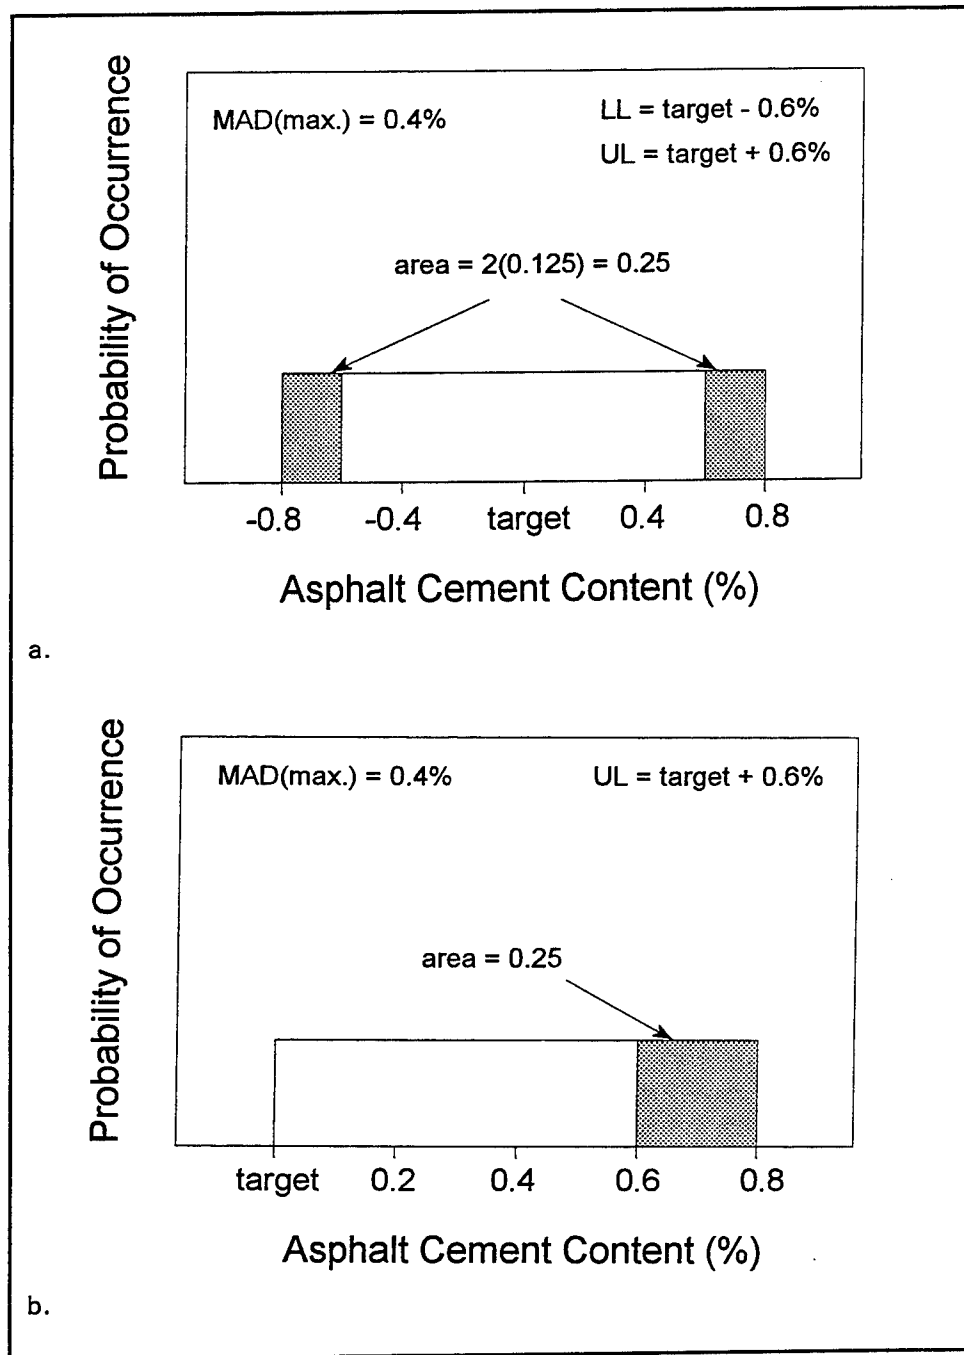 MAD(max.) = 0.4%
LL = target - 0.6%
UL = target + 0.6%
area = 2(0.125) = 0.25
Probability of Occurrence
-0.8 -0.4 target 0.4 0.8
Asphalt Cement Content (%)
a.
MAD(max.) = 0.4%
UL = target + 0.6%
area = 0.25
Probability of Occurrence
target 0.2 0.4 0.6 0.8
Asphalt Cement Content (%)
b.